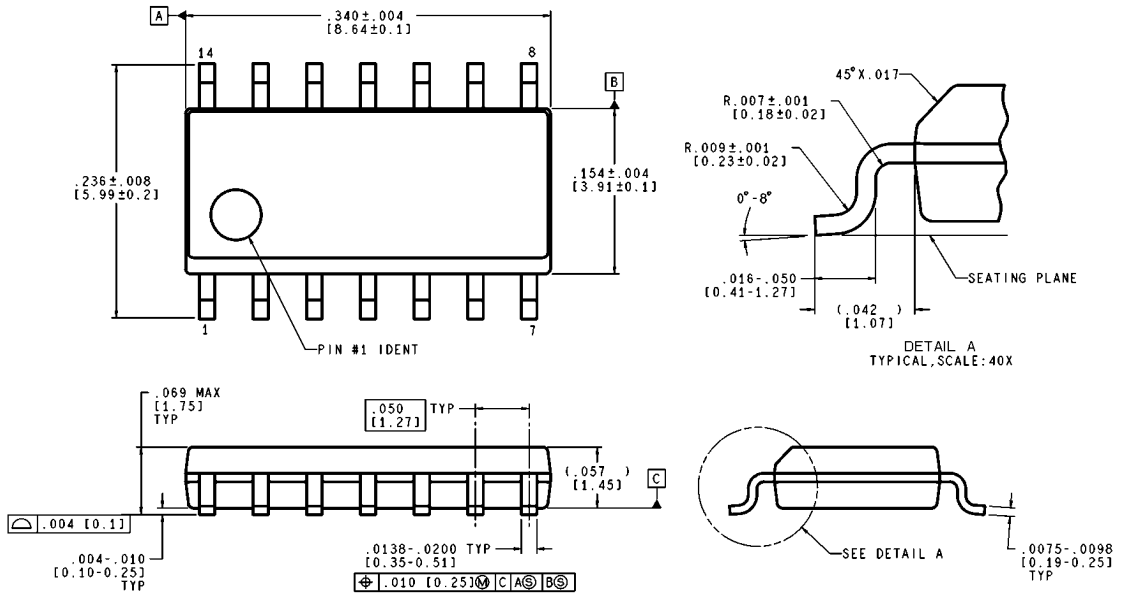 A
.340±.004
[8.64±0.1]
14
8
B
.236±.008
[5.99±0.2]
.154±.004
[3.91±0.1]
1
7
PIN #1 IDENT
45°X.017
R.007±.001
[0.18±0.02]
R.009±.001
[0.23±0.02]
0°-8°
SEATING PLANE
.016-.050
[0.41-1.27]
(.042)
[1.07]
DETAIL A
TYPICAL,SCALE:40X
.069 MAX
[1.75]
TYP
.050
[1.27]
TYP
(.057)
[1.45]
C
.004 [0.1]
.004-.010
[0.10-0.25]
TYP
.0138-.0200 TYP
[0.35-0.51]
⌖ .010 [0.25]Ⓜ C AⓈ BⓈ
SEE DETAIL A
.0075-.0098
[0.19-0.25]
TYP